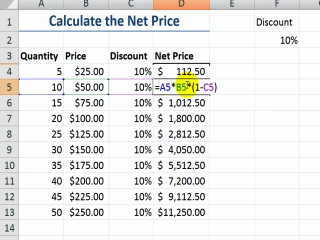 A B C D E F
1 Calculate the Net Price Discount
2 10%
3 Quantity Price Discount Net Price
4 5 $25.00 10% $ 112.50
5 10 $50.00 10% =A5*B5*(1-C5)
6 15 $75.00 10% $ 1,012.50
7 20 $100.00 10% $ 1,800.00
8 25 $125.00 10% $ 2,812.50
9 30 $150.00 10% $ 4,050.00
10 35 $175.00 10% $ 5,512.50
11 40 $200.00 10% $ 7,200.00
12 45 $225.00 10% $ 9,112.50
13 50 $250.00 10% $11,250.00
14